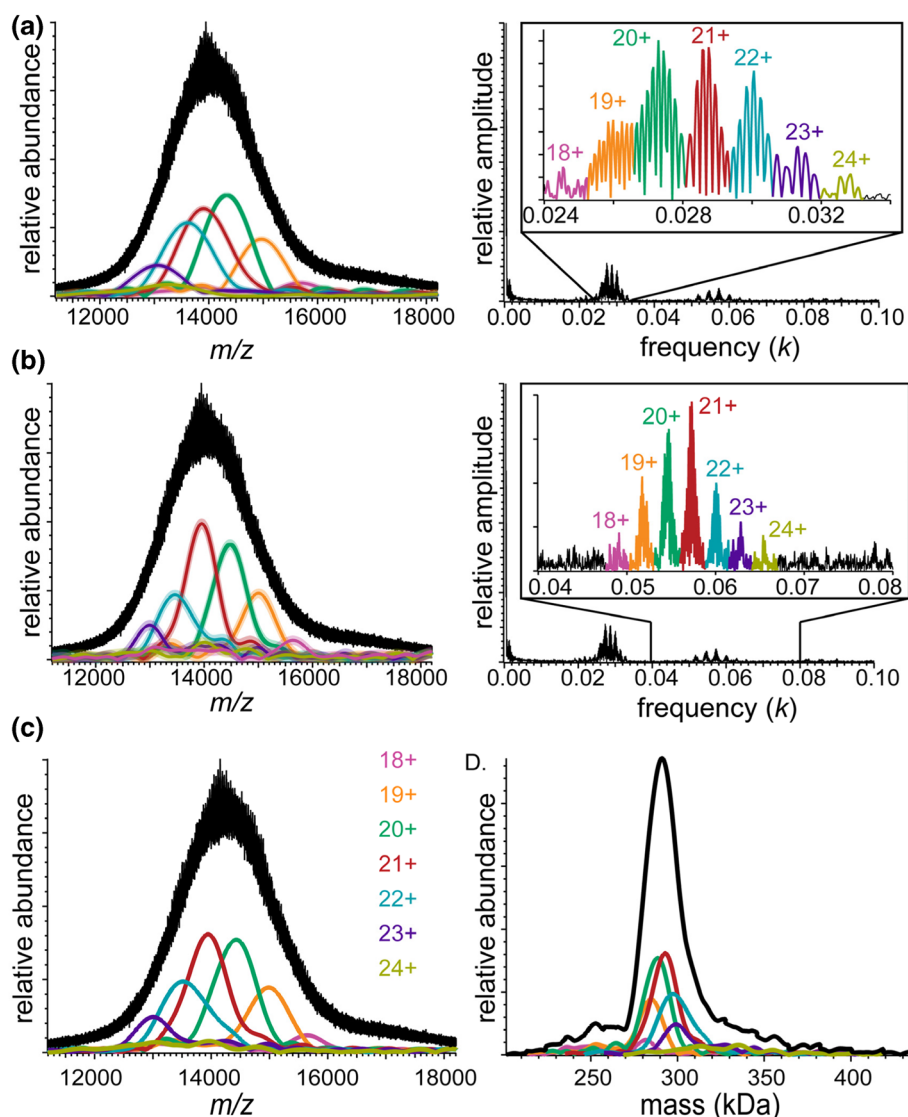 (a)
relative abundance
12000 14000 16000 18000
m/z
relative amplitude
18+ 19+ 20+ 21+ 22+ 23+ 24+
0.024 0.028 0.032
0.00 0.02 0.04 0.06 0.08 0.10
frequency (k)
(b)
relative abundance
12000 14000 16000 18000
m/z
relative amplitude
18+ 19+ 20+ 21+ 22+ 23+ 24+
0.04 0.05 0.06 0.07 0.08
0.00 0.02 0.04 0.06 0.08 0.10
frequency (k)
(c)
relative abundance
18+
19+
20+
21+
22+
23+
24+
12000 14000 16000 18000
m/z
D.
relative abundance
250 300 350 400
mass (kDa)